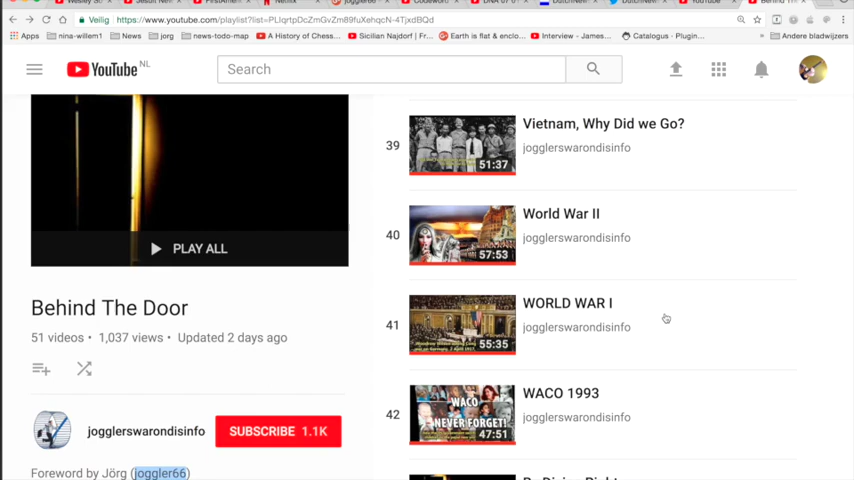 Netflix
https://www.youtube.com/playlist?list=PLIqrtpDcZmGvZm89fuXehqcN-4TjxdBQd
Veilig
Apps
nina-willem1
News
jorg
news-todo-map
A History of Chess...
Sicilian Najdorf | Fr...
Earth is flat & enclo...
Interview - James...
Catalogus - Plugin...
Andere bladwijzers
YouTube NL
Search
PLAY ALL
Behind The Door
51 videos • 1,037 views • Updated 2 days ago
jogglerswarondisinfo
SUBSCRIBE 1.1K
Foreword by Jörg (joggler66)
39
51:37
Vietnam, Why Did we Go?
jogglerswarondisinfo
40
57:53
World War II
jogglerswarondisinfo
41
55:35
WORLD WAR I
jogglerswarondisinfo
42
WACO
NEVER FORGET!
47:51
WACO 1993
jogglerswarondisinfo